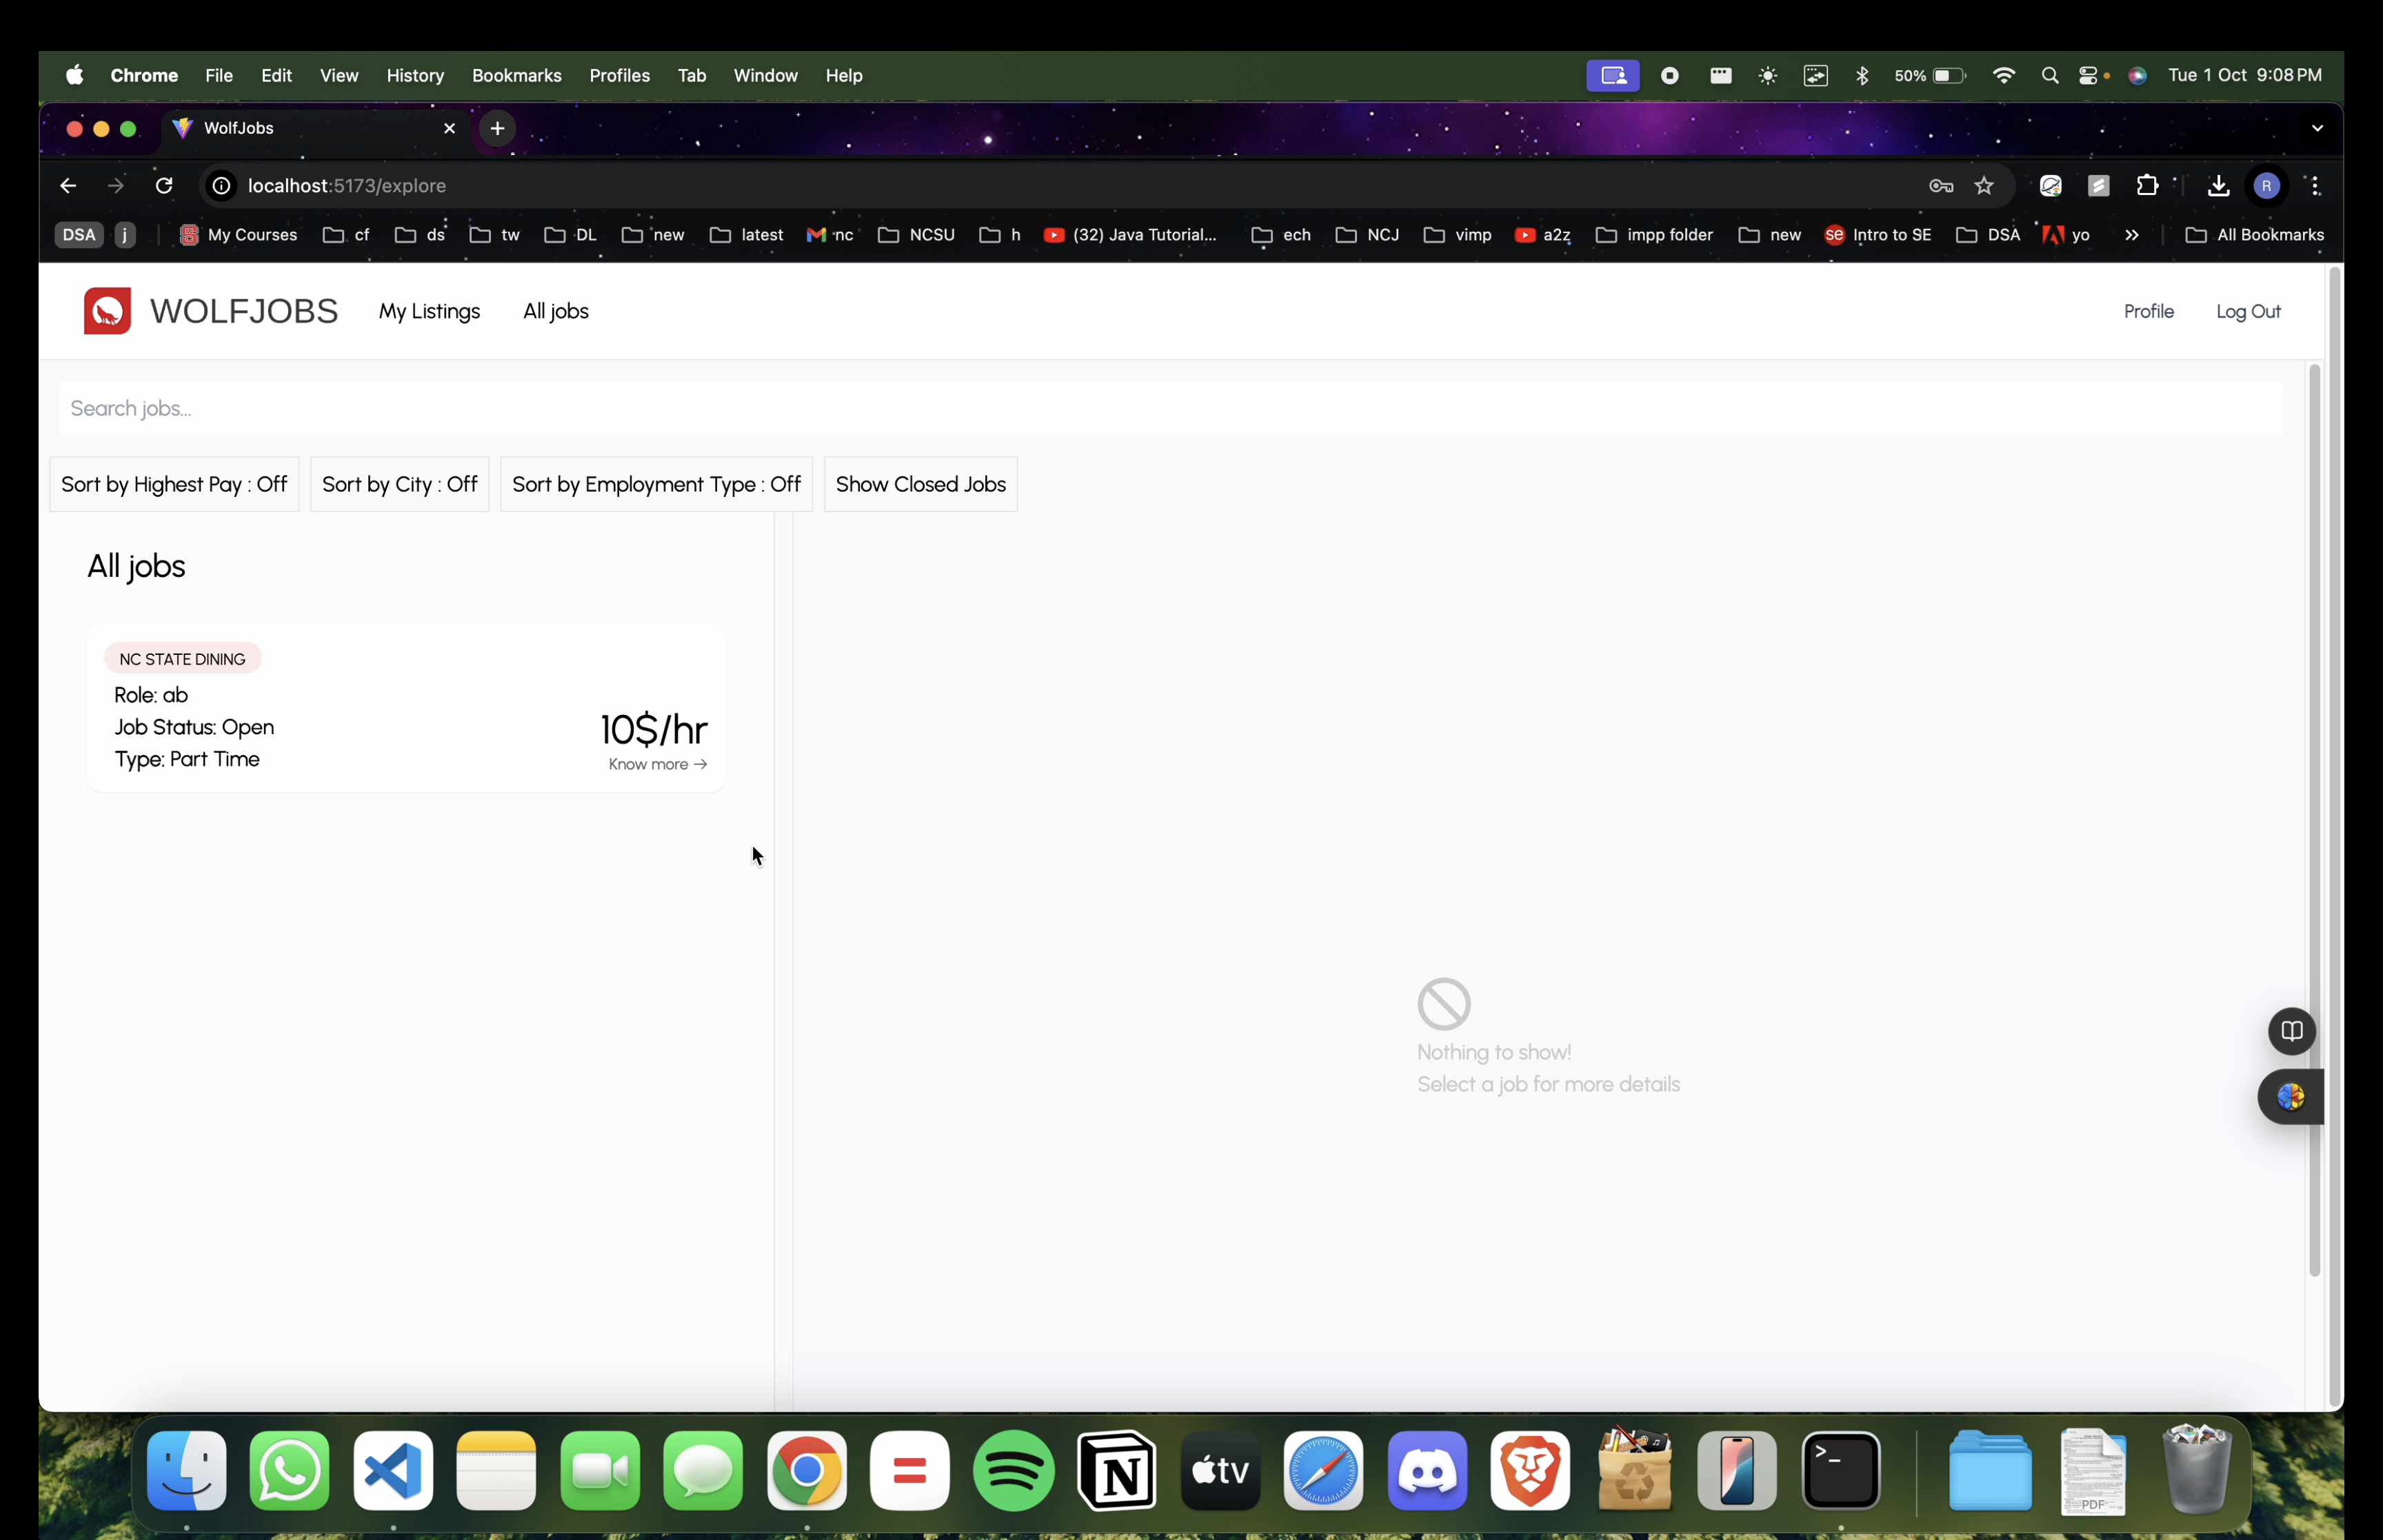 Chrome File Edit View History Bookmarks Profiles Tab Window Help 50% Tue 1 Oct 9:08 PM
WolfJobs
localhost:5173/explore R
DSA j My Courses cf ds tw DL new latest nc NCSU h (32) Java Tutorial... ech NCJ vimp a2z impp folder new se Intro to SE DSA yo » All Bookmarks
WOLFJOBS My Listings All jobs Profile Log Out
Search jobs...
Sort by Highest Pay : Off Sort by City : Off Sort by Employment Type : Off Show Closed Jobs
All jobs
NC STATE DINING
Role: ab
Job Status: Open
10$/hr
Type: Part Time
Know more →
Nothing to show!
Select a job for more details
N tv >_ PDF